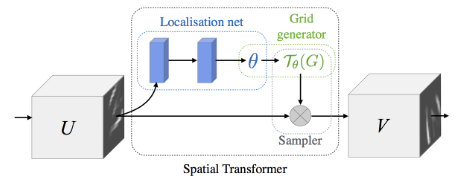 Localisation net
Grid
generator
θ
𝒯θ(G)
U
V
Sampler
Spatial Transformer